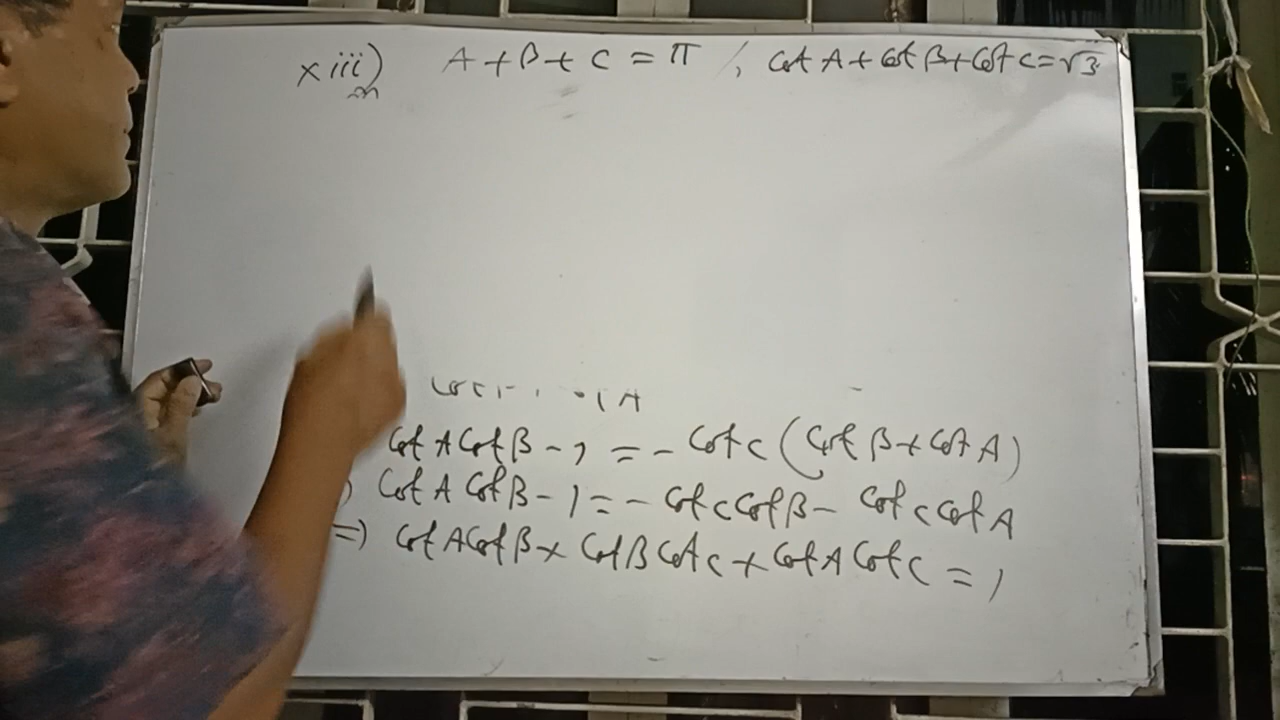 xiii) A+B+C = π, Cot A + Cot B + Cot C = √3
Cot A Cot B - 1 = - Cot C (Cot B + Cot A)
) Cot A Cot B - 1 = - Cot C Cot B - Cot C Cot A
=) Cot A Cot B + Cot B Cot C + Cot A Cot C = 1